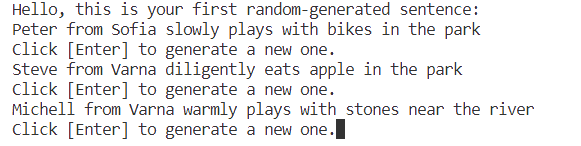 Hello, this is your first random-generated sentence:
Peter from Sofia slowly plays with bikes in the park
Click [Enter] to generate a new one.
Steve from Varna diligently eats apple in the park
Click [Enter] to generate a new one.
Michell from Varna warmly plays with stones near the river
Click [Enter] to generate a new one.